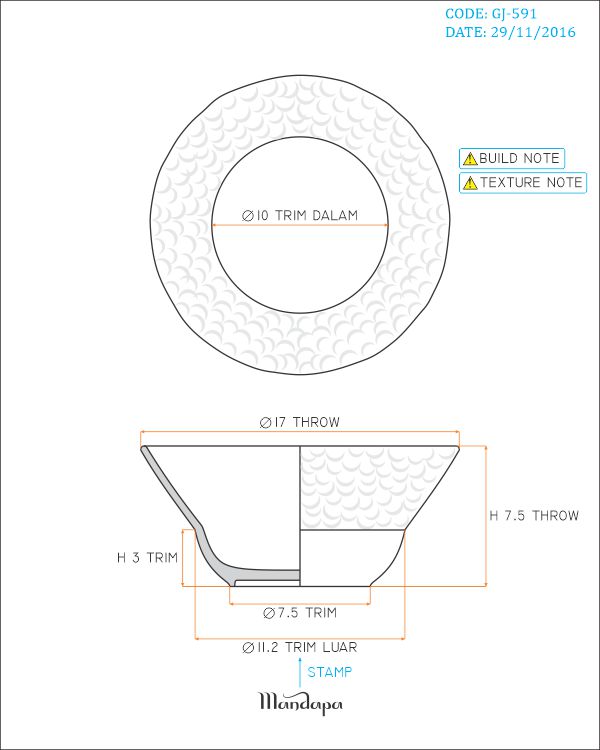 CODE: GJ-591
DATE: 29/11/2016
BUILD NOTE
TEXTURE NOTE
∅10 TRIM DALAM
∅17 THROW
H 7.5 THROW
H 3 TRIM
∅7.5 TRIM
∅11.2 TRIM LUAR
STAMP
Mandapa